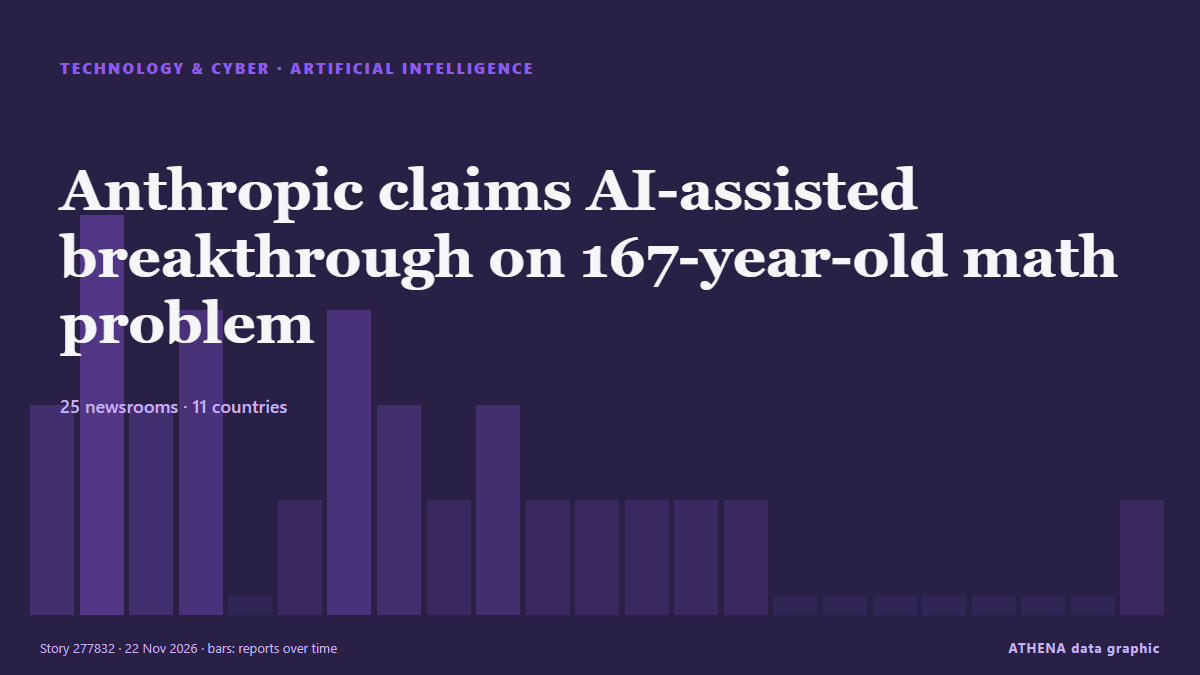 TECHNOLOGY & CYBER · ARTIFICIAL INTELLIGENCE
Anthropic claims AI-assisted
breakthrough on 167-year-old math
problem
25 newsrooms · 11 countries
Story 277832 · 22 Nov 2026 · bars: reports over time
ATHENA data graphic